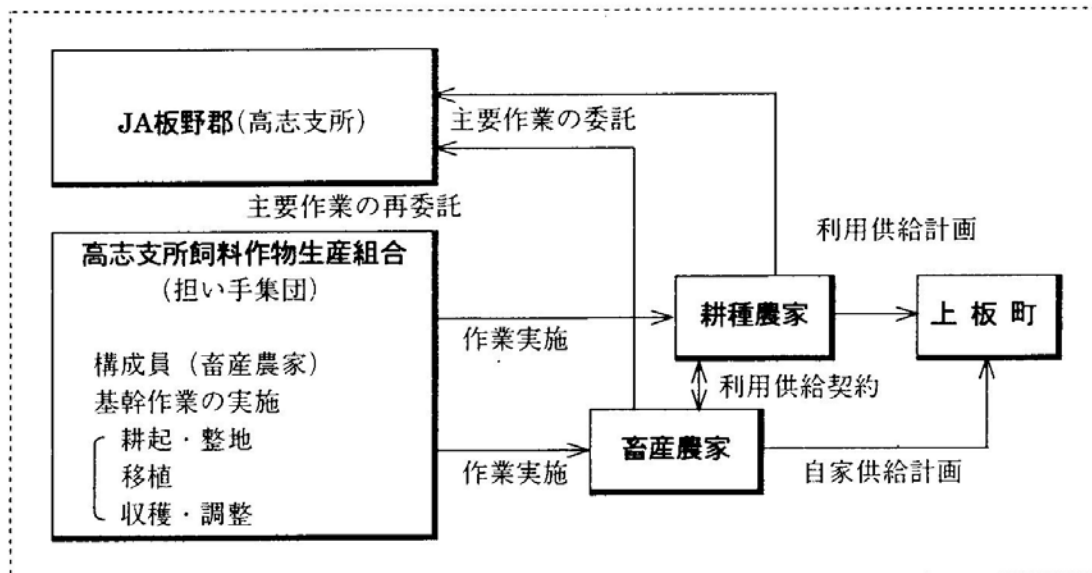 JA板野郡(高志支所)
主要作業の委託
主要作業の再委託
高志支所飼料作物生産組合
(担い手集団)
構成員(畜産農家)
基幹作業の実施
耕起・整地
移植
収穫・調整
作業実施
作業実施
耕種農家
利用供給契約
畜産農家
利用供給計画
上板町
自家供給計画